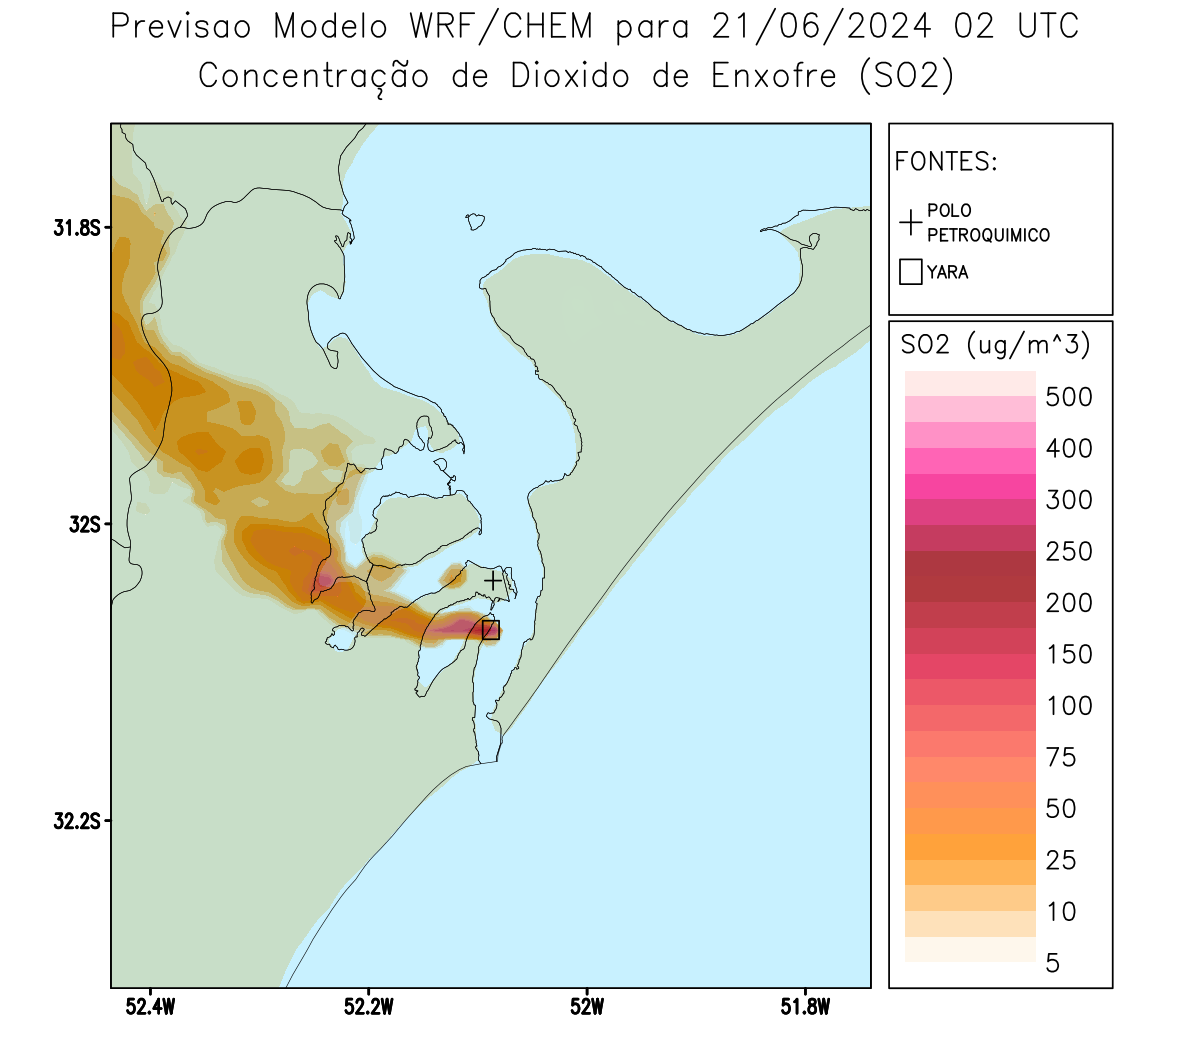 Previsao Modelo WRF/CHEM para 21/06/2024 02 UTC
Concentração de Dioxido de Enxofre (SO2)
FONTES:
POLO
PETROQUIMICO
YARA
SO2 (ug/m^3)
500
400
300
250
200
150
100
75
50
25
10
5
31.8S
32S
32.2S
52.4W
52.2W
52W
51.8W